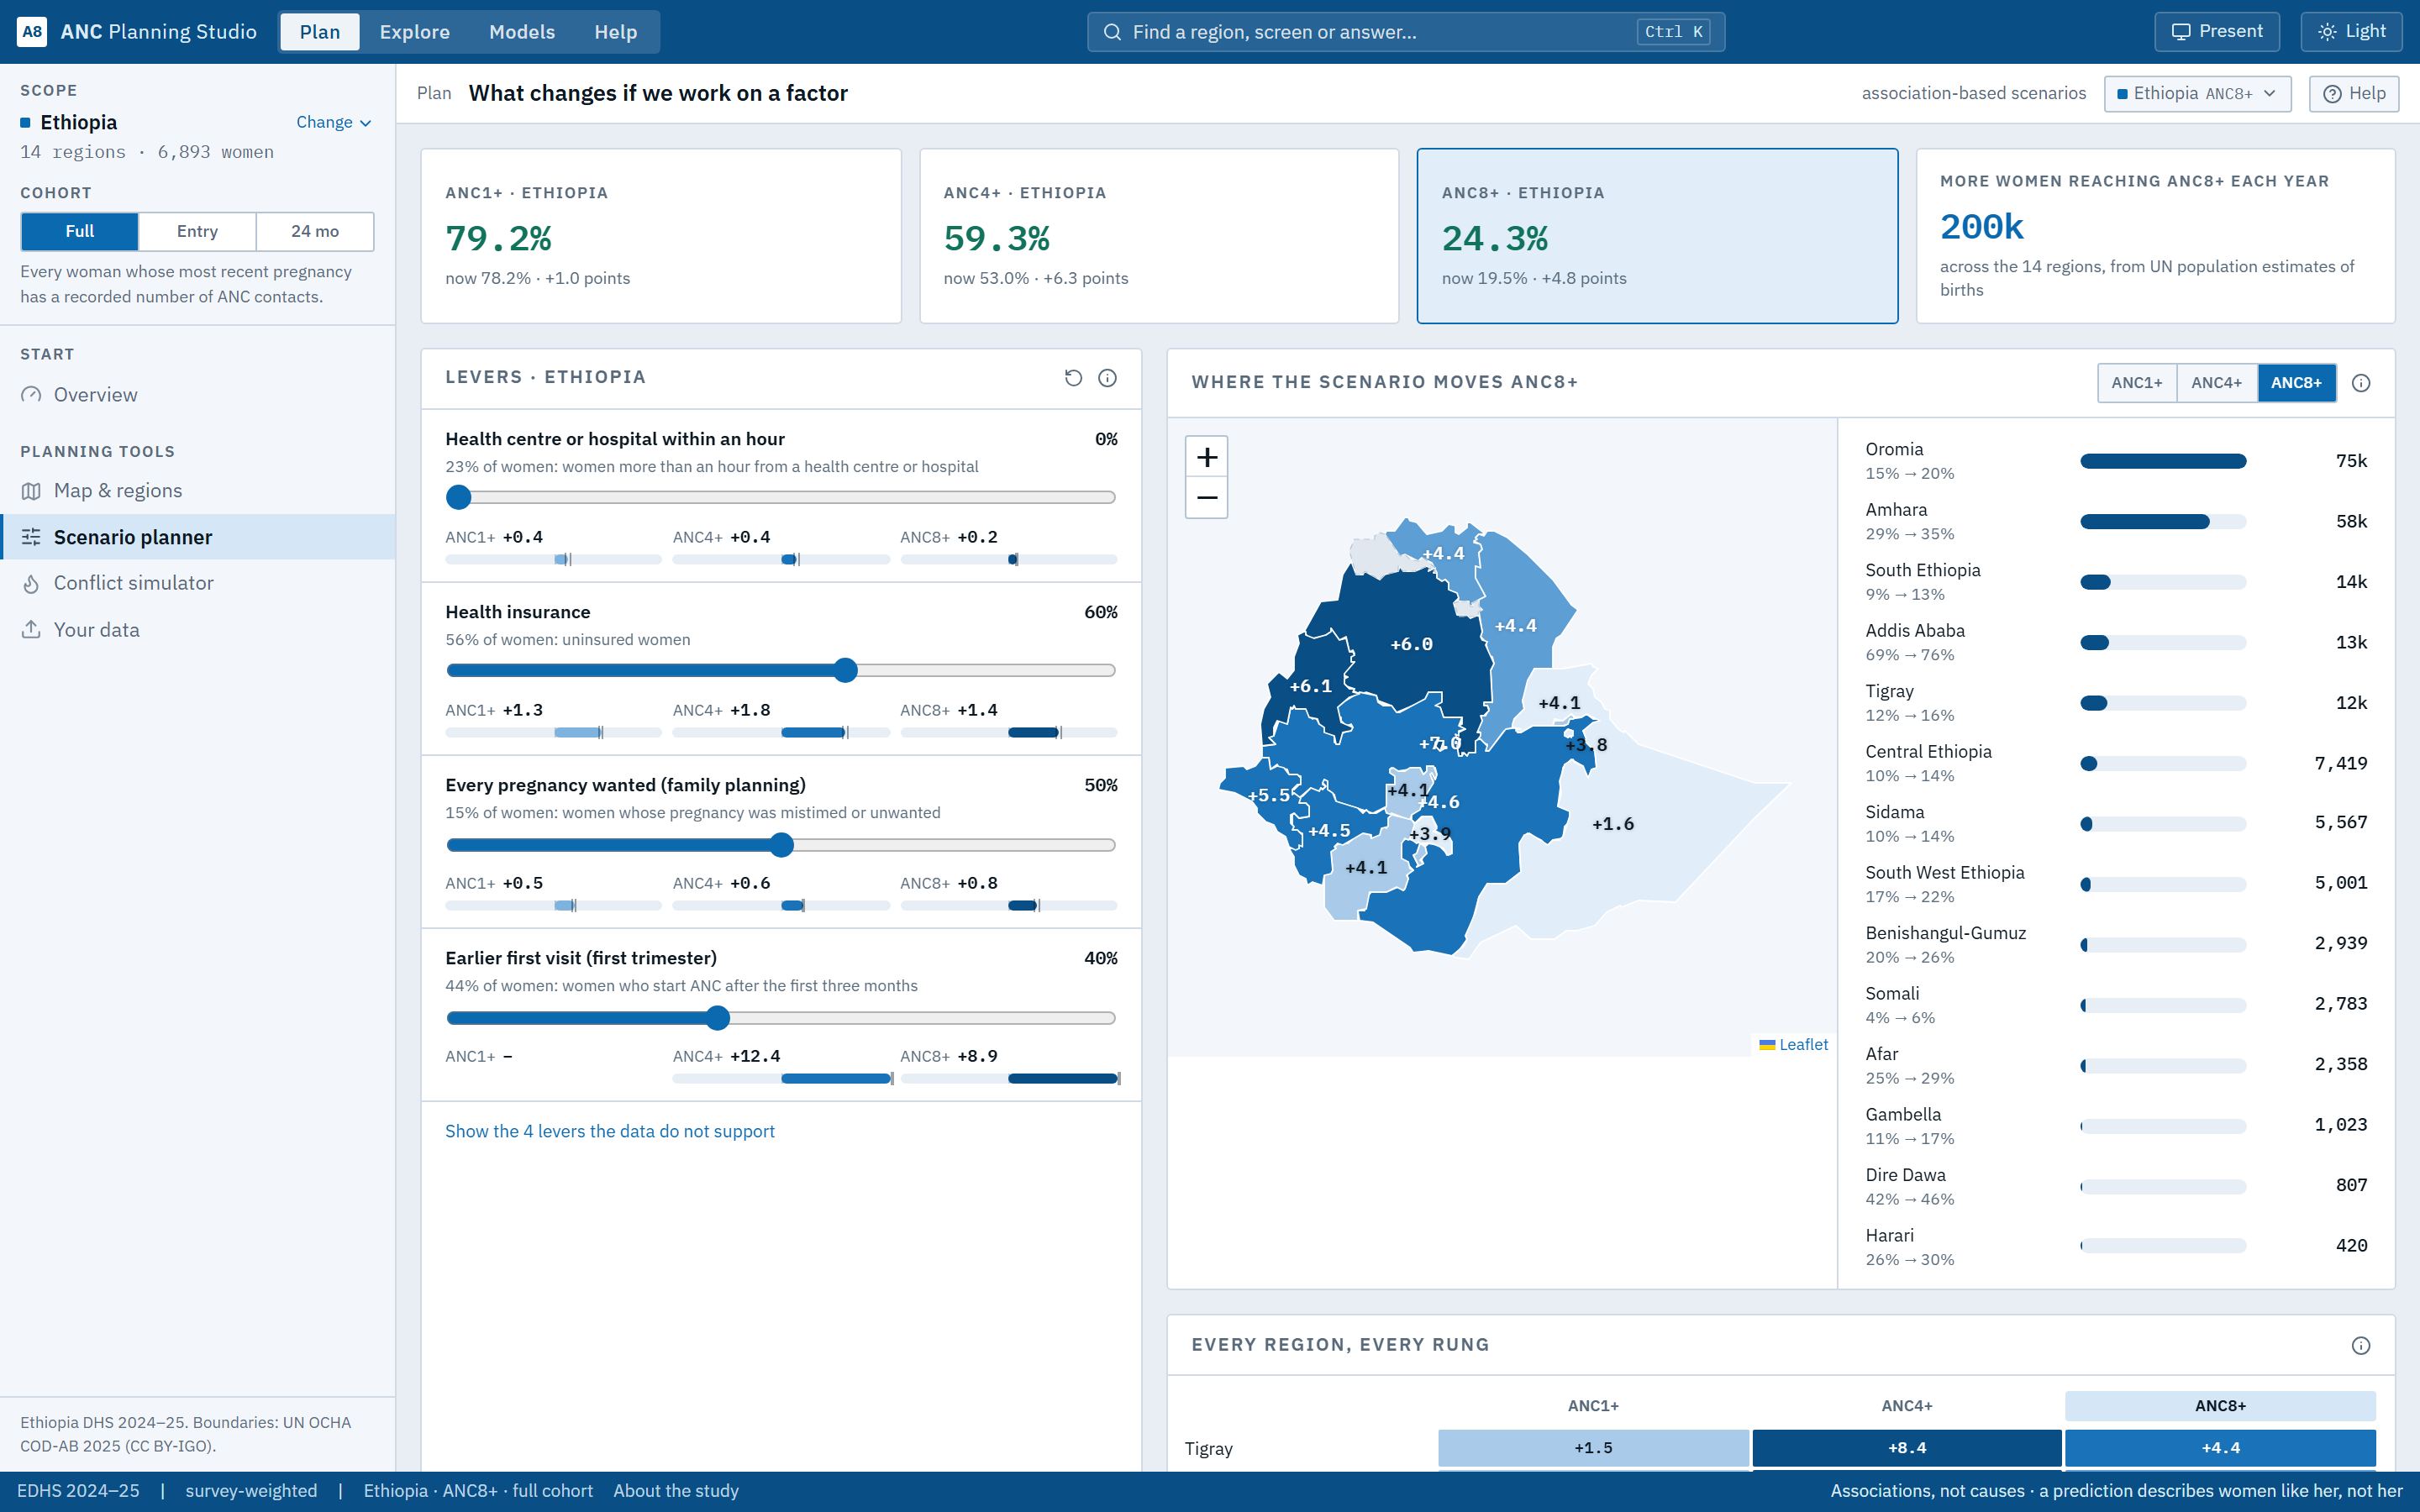 A8 ANC Planning Studio Plan Explore Models Help Find a region, screen or answer... Ctrl K Present Light
SCOPE
Ethiopia Change
14 regions · 6,893 women
COHORT
Full Entry 24 mo
Every woman whose most recent pregnancy
has a recorded number of ANC contacts.
START
Overview
PLANNING TOOLS
Map & regions
Scenario planner
Conflict simulator
Your data
Ethiopia DHS 2024–25. Boundaries: UN OCHA
COD-AB 2025 (CC BY-IGO).
Plan What changes if we work on a factor association-based scenarios Ethiopia ANC8+ Help
ANC1+ · ETHIOPIA
79.2%
now 78.2% · +1.0 points
ANC4+ · ETHIOPIA
59.3%
now 53.0% · +6.3 points
ANC8+ · ETHIOPIA
24.3%
now 19.5% · +4.8 points
MORE WOMEN REACHING ANC8+ EACH YEAR
200k
across the 14 regions, from UN population estimates of
births
LEVERS · ETHIOPIA
Health centre or hospital within an hour 0%
23% of women: women more than an hour from a health centre or hospital
ANC1+ +0.4 ANC4+ +0.4 ANC8+ +0.2
Health insurance 60%
56% of women: uninsured women
ANC1+ +1.3 ANC4+ +1.8 ANC8+ +1.4
Every pregnancy wanted (family planning) 50%
15% of women: women whose pregnancy was mistimed or unwanted
ANC1+ +0.5 ANC4+ +0.6 ANC8+ +0.8
Earlier first visit (first trimester) 40%
44% of women: women who start ANC after the first three months
ANC1+ – ANC4+ +12.4 ANC8+ +8.9
Show the 4 levers the data do not support
WHERE THE SCENARIO MOVES ANC8+ ANC1+ ANC4+ ANC8+
+
−
+4.4
+4.4
+6.0
+6.1
+4.1
+7.0
+3.8
+5.5
+4.1
+4.6
+1.6
+4.5
+3.9
+4.1
Leaflet
Oromia
15% → 20% 75k
Amhara
29% → 35% 58k
South Ethiopia
9% → 13% 14k
Addis Ababa
69% → 76% 13k
Tigray
12% → 16% 12k
Central Ethiopia
10% → 14% 7,419
Sidama
10% → 14% 5,567
South West Ethiopia
17% → 22% 5,001
Benishangul-Gumuz
20% → 26% 2,939
Somali
4% → 6% 2,783
Afar
25% → 29% 2,358
Gambella
11% → 17% 1,023
Dire Dawa
42% → 46% 807
Harari
26% → 30% 420
EVERY REGION, EVERY RUNG
ANC1+ ANC4+ ANC8+
Tigray +1.5 +8.4 +4.4
EDHS 2024–25 | survey-weighted | Ethiopia · ANC8+ · full cohort About the study Associations, not causes · a prediction describes women like her, not her